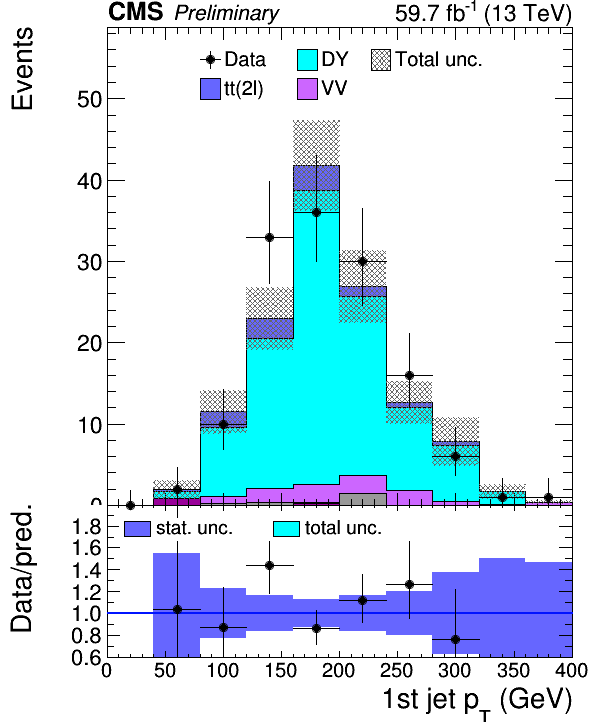 CMS Preliminary 59.7 fb⁻¹ (13 TeV)
Events
Data DY Total unc.
tt(2l) VV
50
40
30
20
10
0
Data/pred.
stat. unc. total unc.
1.8
1.6
1.4
1.2
1.0
0.8
0.6
0 50 100 150 200 250 300 350 400
1st jet p_T (GeV)